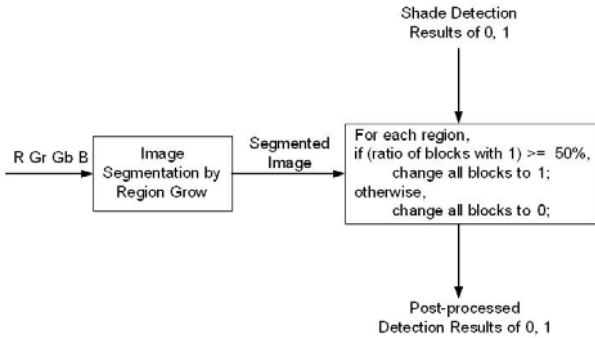 Shade Detection
Results of 0, 1
R Gr Gb B
Image
Segmentation by
Region Grow
Segmented
Image
For each region,
if (ratio of blocks with 1) >= 50%,
change all blocks to 1;
otherwise,
change all blocks to 0;
Post-processed
Detection Results of 0, 1